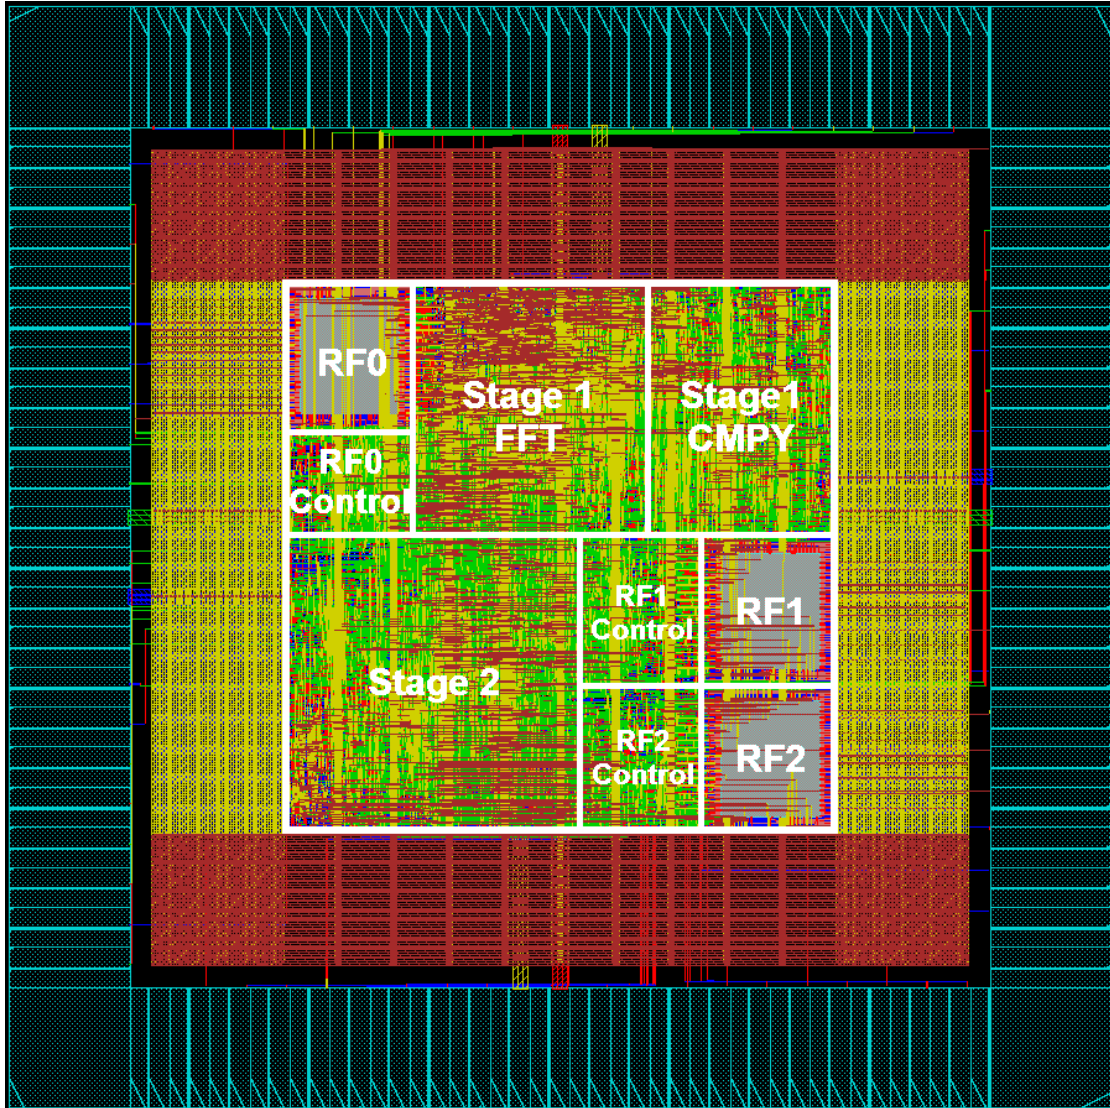 RF0
Stage 1
FFT
Stage1
CMPY
RF0
Control
Stage 2
RF1
Control
RF1
RF2
Control
RF2